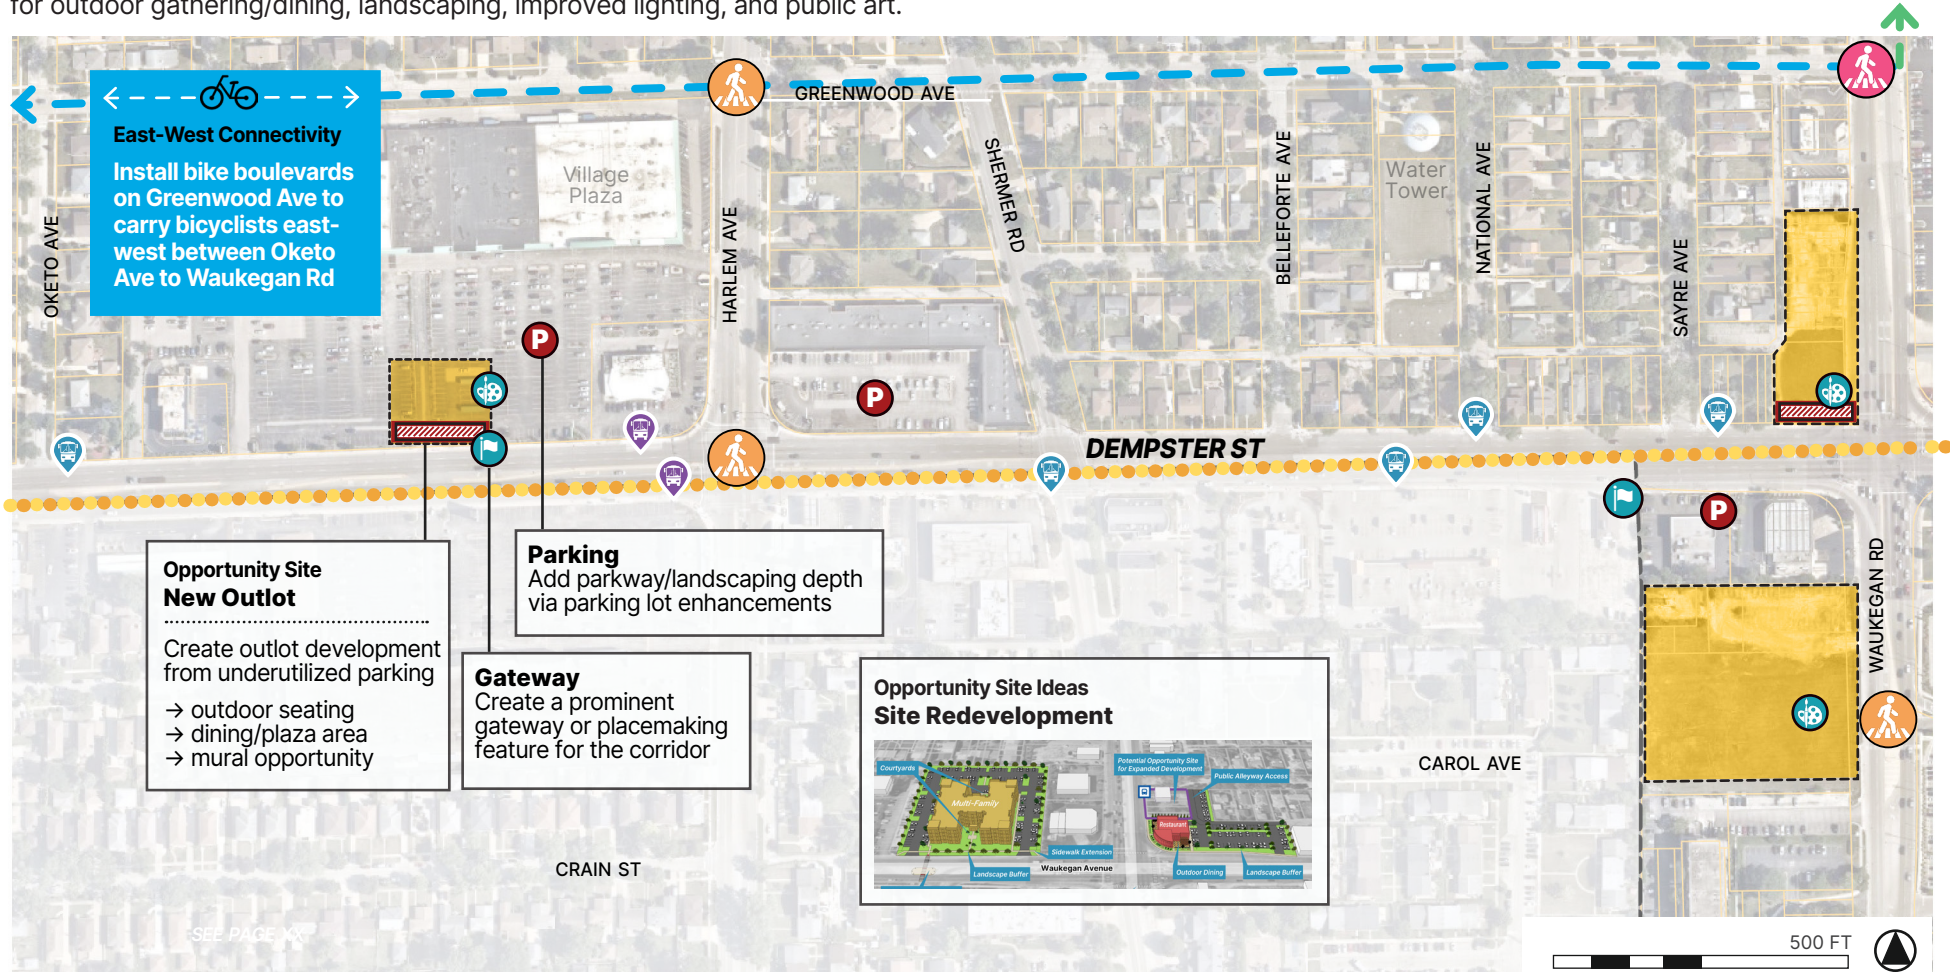 for outdoor gathering/dining, landscaping, improved lighting, and public art.
East-West Connectivity
Install bike boulevards
on Greenwood Ave to
carry bicyclists east-
west between Oketo
Ave to Waukegan Rd
GREENWOOD AVE
Village
Plaza
Water
Tower
OKETO AVE
HARLEM AVE
SHERMER RD
BELLEFORTE AVE
NATIONAL AVE
SAYRE AVE
P
P
DEMPSTER ST
P
WAUKEGAN RD
Opportunity Site
New Outlot
Create outlot development
from underutilized parking
→ outdoor seating
→ dining/plaza area
→ mural opportunity
Parking
Add parkway/landscaping depth
via parking lot enhancements
Gateway
Create a prominent
gateway or placemaking
feature for the corridor
Opportunity Site Ideas
Site Redevelopment
Courtyards
Multi-Family
Potential Opportunity Site
for Expanded Development
Public Alleyway Access
Restaurant
Sidewalk Extension
Waukegan Avenue
Landscape Buffer
Outdoor Dining
Landscape Buffer
CAROL AVE
CRAIN ST
SEE PAGE XX
500 FT